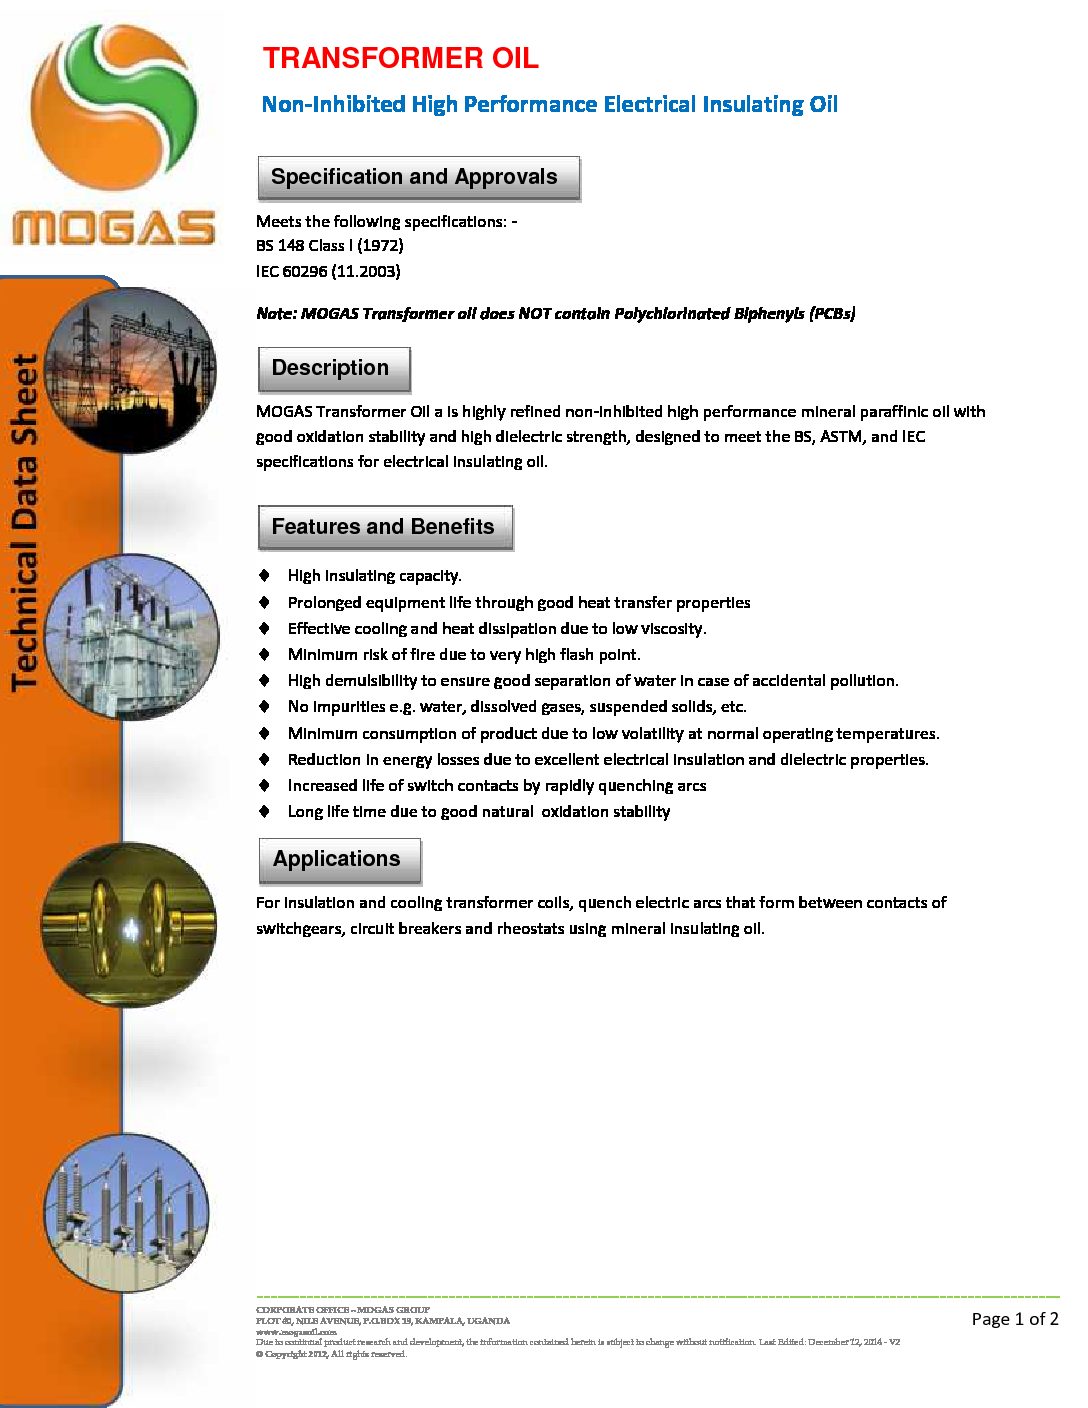 MOGAS
TRANSFORMER OIL
Non-Inhibited High Performance Electrical Insulating Oil
Technical Data Sheet
Specification and Approvals
Meets the following specifications: -
BS 148 Class I (1972)
IEC 60296 (11.2003)
Note: MOGAS Transformer oil does NOT contain Polychlorinated Biphenyls (PCBs)
Description
MOGAS Transformer Oil a is highly refined non-inhibited high performance mineral paraffinic oil with
good oxidation stability and high dielectric strength, designed to meet the BS, ASTM, and IEC
specifications for electrical insulating oil.
Features and Benefits
♦ High insulating capacity.
♦ Prolonged equipment life through good heat transfer properties
♦ Effective cooling and heat dissipation due to low viscosity.
♦ Minimum risk of fire due to very high flash point.
♦ High demulsibility to ensure good separation of water in case of accidental pollution.
♦ No impurities e.g. water, dissolved gases, suspended solids, etc.
♦ Minimum consumption of product due to low volatility at normal operating temperatures.
♦ Reduction in energy losses due to excellent electrical insulation and dielectric properties.
♦ Increased life of switch contacts by rapidly quenching arcs
♦ Long life time due to good natural oxidation stability
Applications
For insulation and cooling transformer coils, quench electric arcs that form between contacts of
switchgears, circuit breakers and rheostats using mineral insulating oil.
CORPORATE OFFICE – MOGAS GROUP
PLOT NILE AVENUE, P.O.BOX KAMPALA, UGANDA
www.mogasoil.com
Due to continual product research and development, the information contained herein is subject to change without notification. Last Edited: December 12, 2014 - V2
© Copyright 2012, All rights reserved.
Page 1 of 2